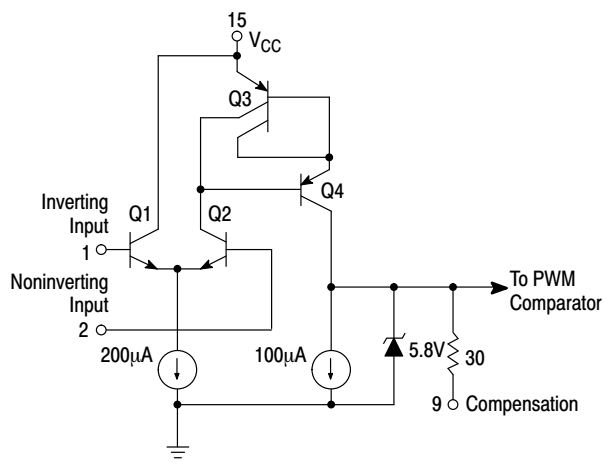 15
VCC
Q3
Q4
Inverting
Input
1
Q1
Q2
Noninverting
Input
2
To PWM
Comparator
200µA
100µA
5.8V
30
9
Compensation